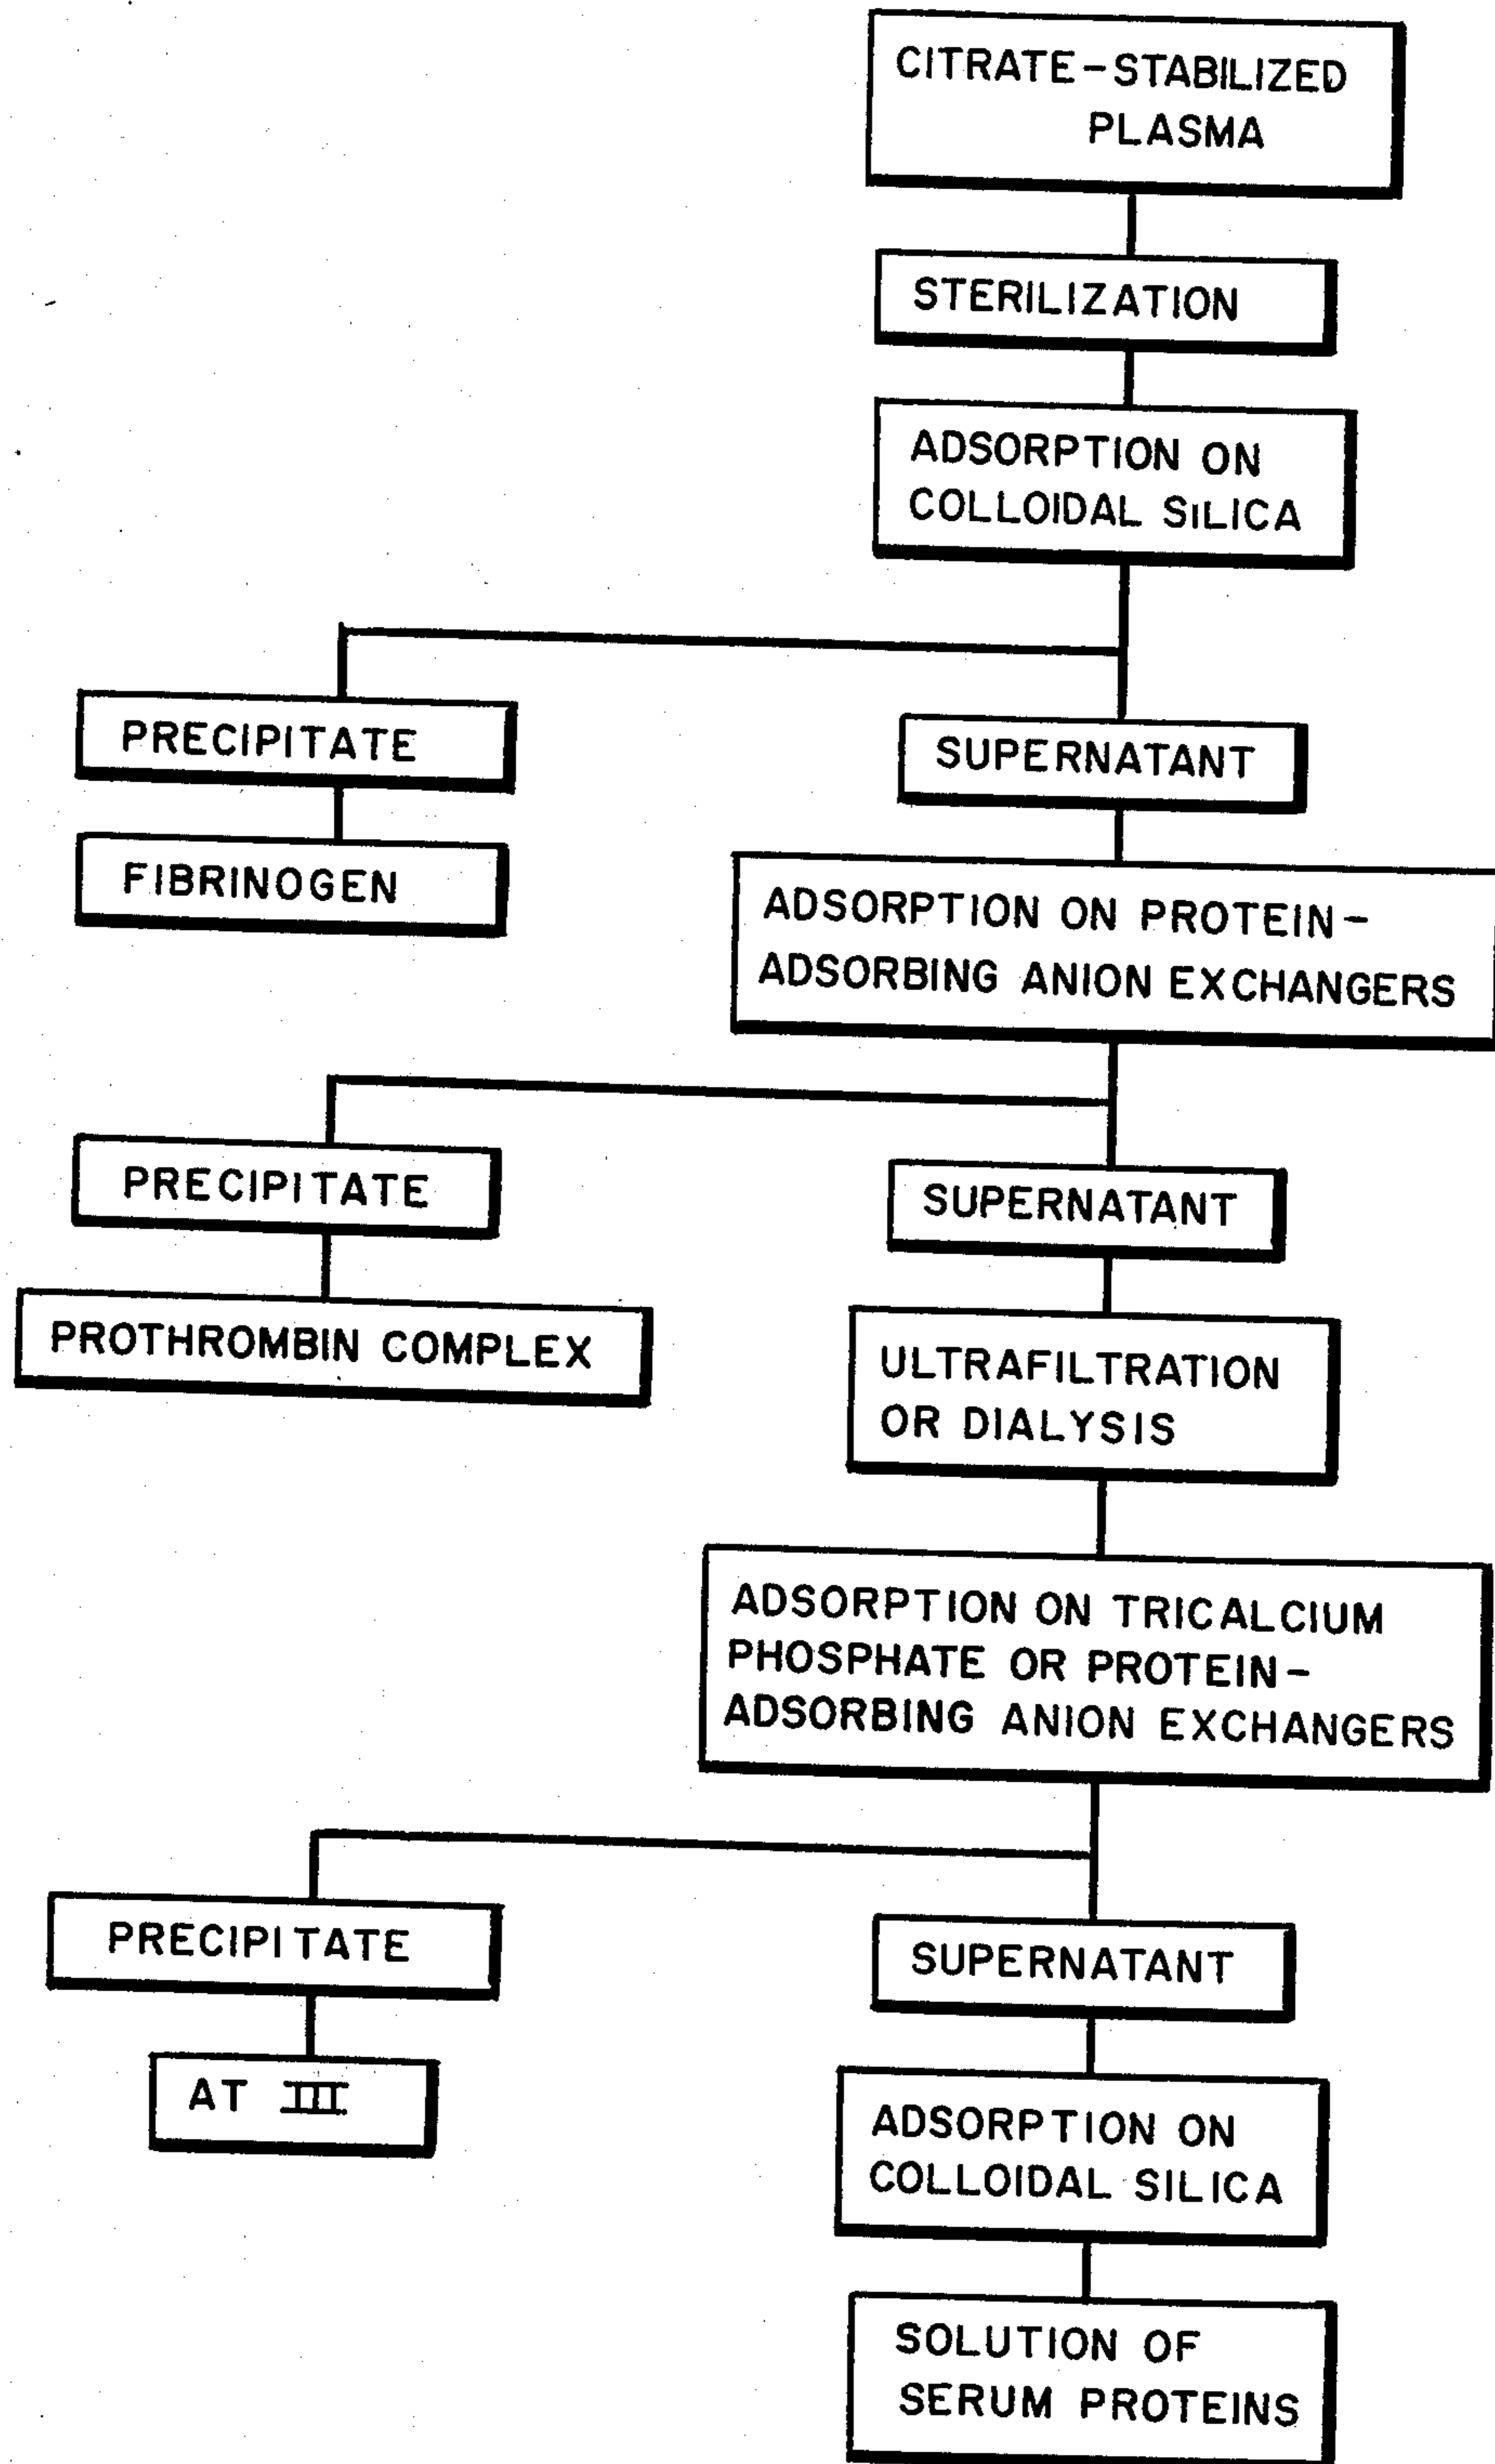 CITRATE-STABILIZED
PLASMA
STERILIZATION
ADSORPTION ON
COLLOIDAL SILICA
PRECIPITATE
SUPERNATANT
FIBRINOGEN
ADSORPTION ON PROTEIN-
ADSORBING ANION EXCHANGERS
PRECIPITATE
SUPERNATANT
PROTHROMBIN COMPLEX
ULTRAFILTRATION
OR DIALYSIS
ADSORPTION ON TRICALCIUM
PHOSPHATE OR PROTEIN-
ADSORBING ANION EXCHANGERS
PRECIPITATE
SUPERNATANT
AT III
ADSORPTION ON
COLLOIDAL SILICA
SOLUTION OF
SERUM PROTEINS